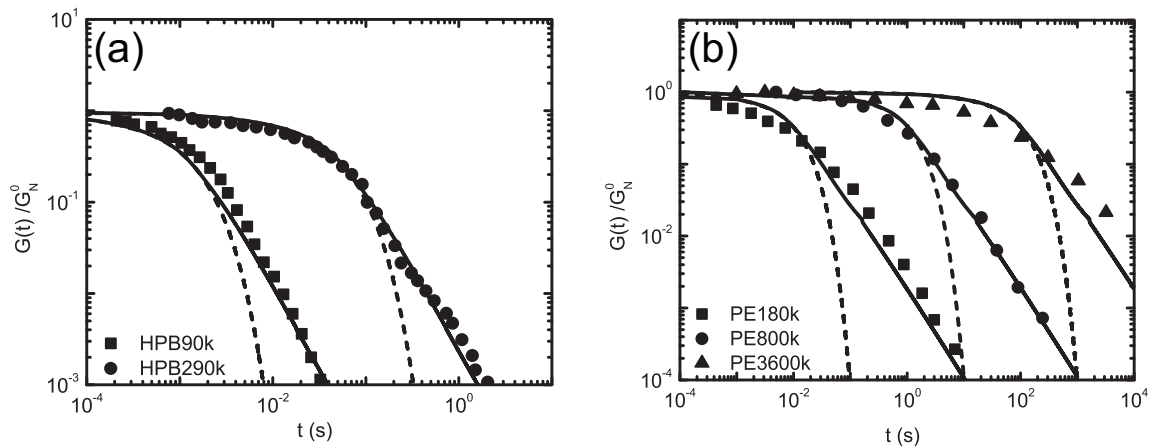 (a)
10^1
10^0
10^-1
10^-2
10^-3
G(t) /G_N^0
HPB90k
HPB290k
10^-4 10^-2 10^0
t (s)
(b)
10^0
10^-2
10^-4
G(t) /G_N^0
PE180k
PE800k
PE3600k
10^-4 10^-2 10^0 10^2 10^4
t (s)